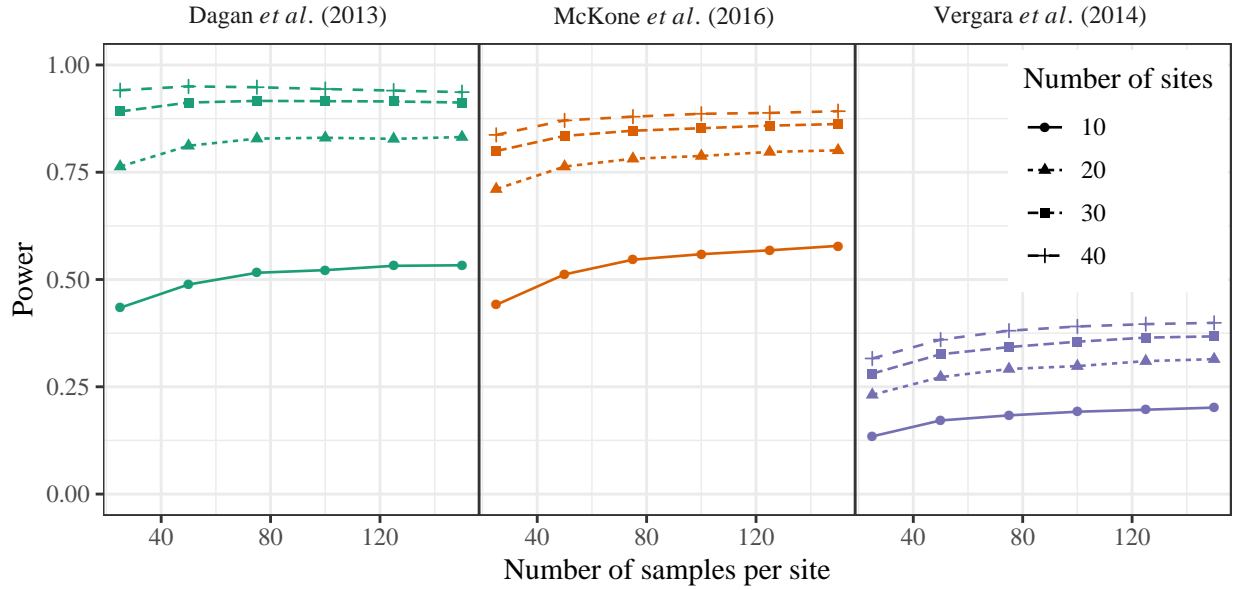 Dagan et al. (2013)
McKone et al. (2016)
Vergara et al. (2014)
Power
1.00
0.75
0.50
0.25
0.00
Number of sites
10
20
30
40
40 80 120
40 80 120
40 80 120
Number of samples per site